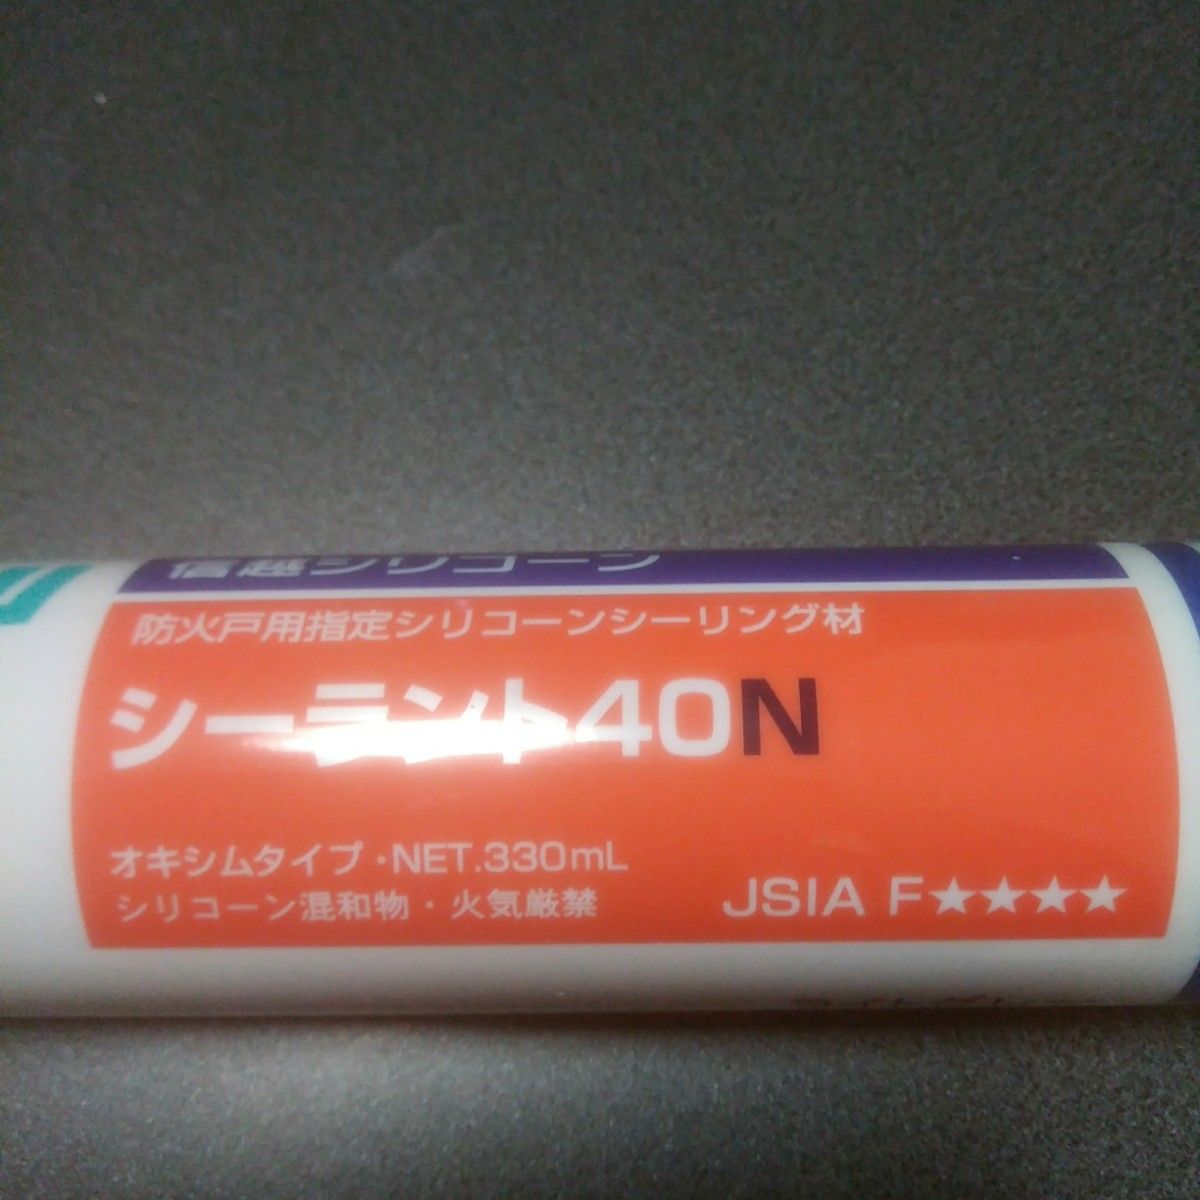 信越シリコーン
防火戸用指定シリコーンシーリング材
シーラント40N
オキシムタイプ・NET.330mL
シリコーン混和物・火気厳禁
JSIA F★★★★